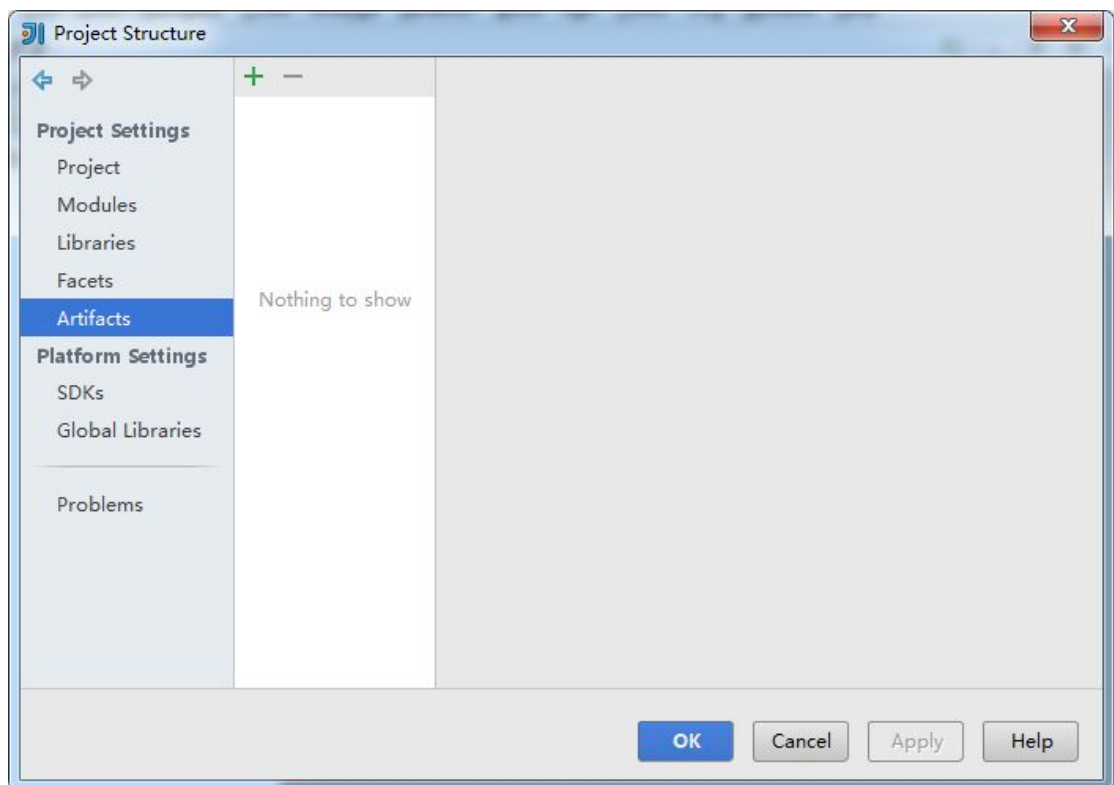 Project Structure
Project Settings
Project
Modules
Libraries
Facets
Artifacts
Platform Settings
SDKs
Global Libraries
Problems
Nothing to show
OK
Cancel
Apply
Help